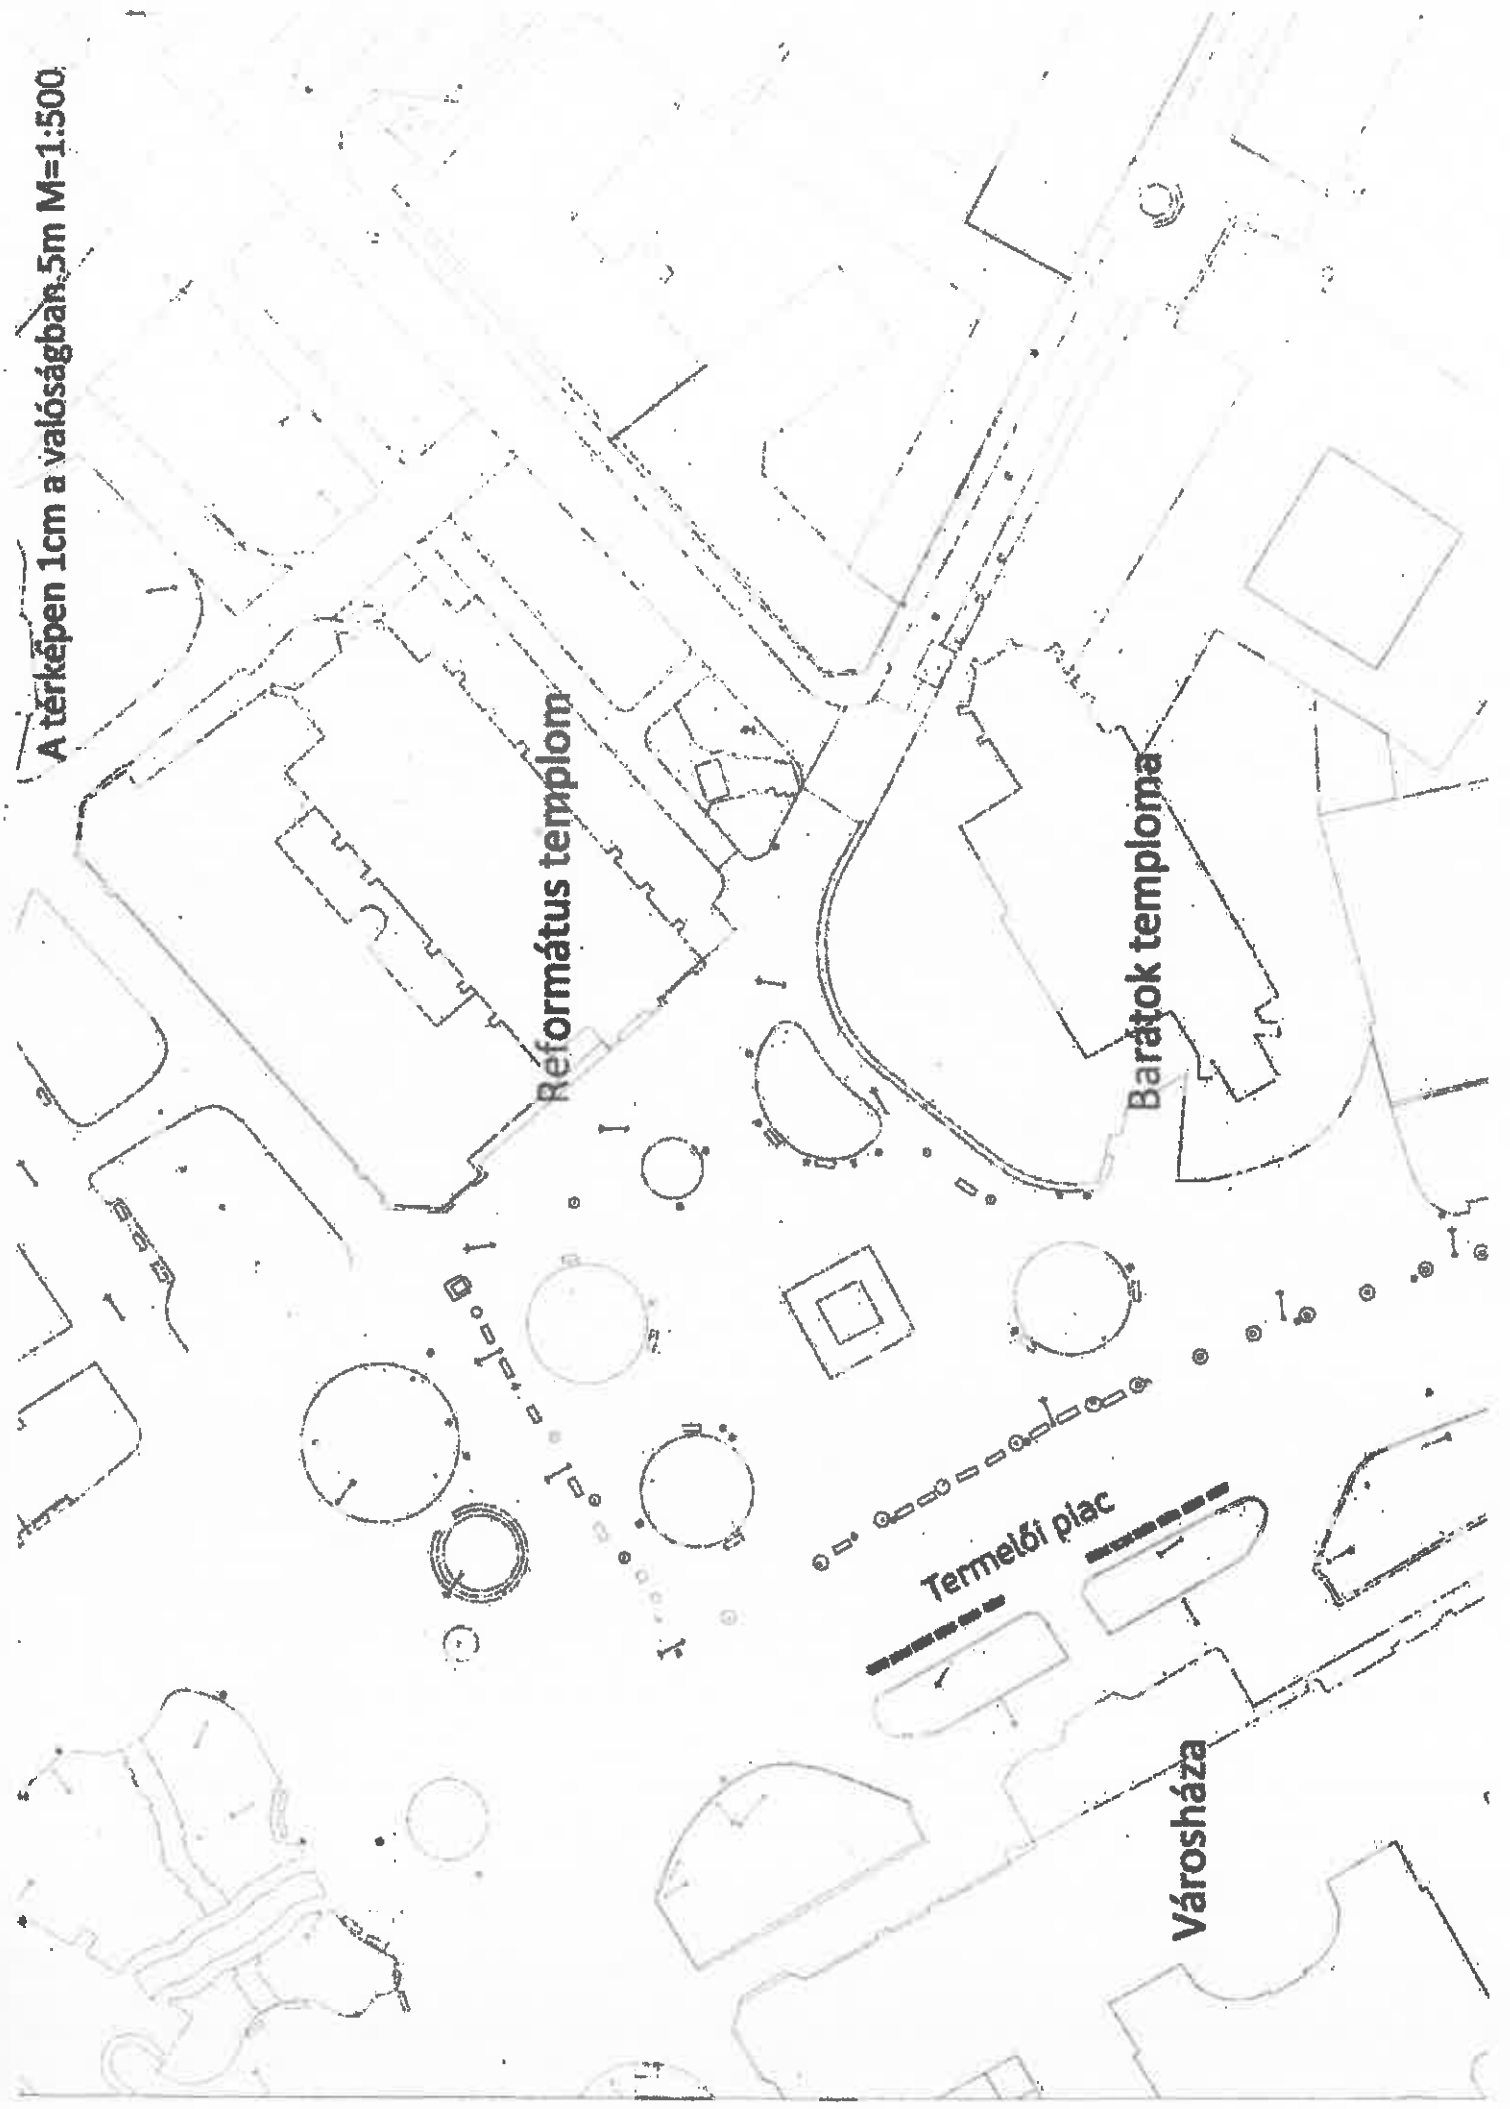 A térképen 1cm a valóságban 5m M=1:500
Református templom
Barátok temploma
Termelői piac
Városháza